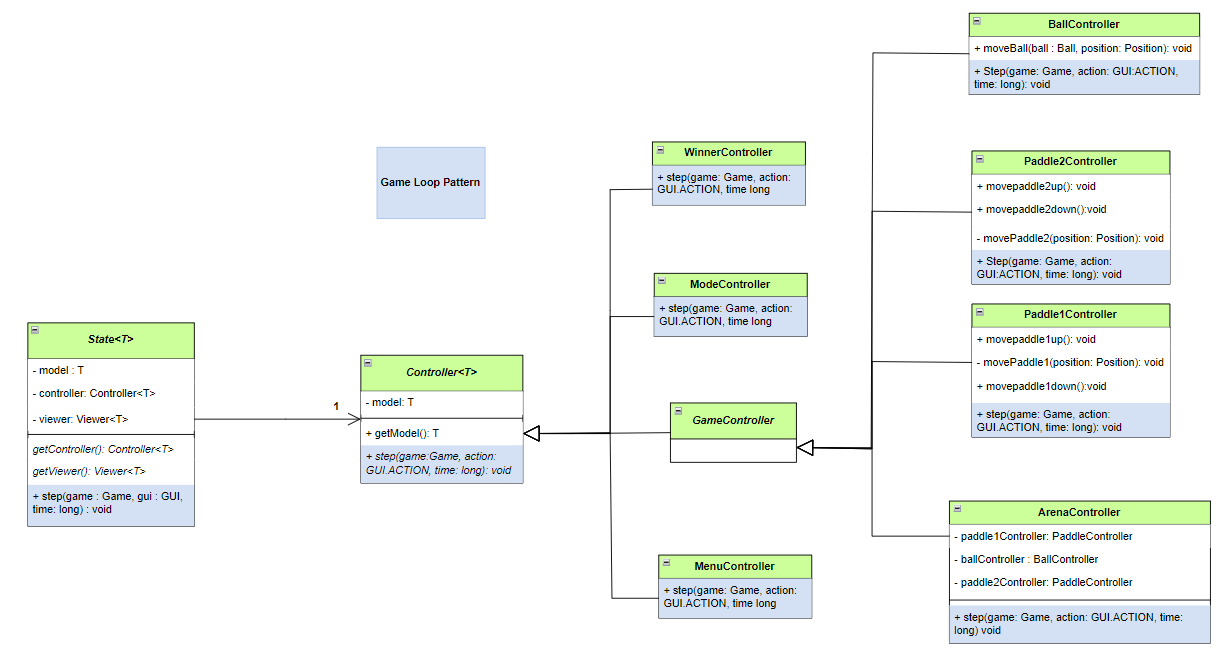 BallController
+ moveBall(ball : Ball, position: Position): void
+ Step(game: Game, action: GUI:ACTION,
time: long): void
Game Loop Pattern
WinnerController
+ step(game: Game, action:
GUI.ACTION, time long
Paddle2Controller
+ movepaddle2up(): void
+ movepaddle2down():void
- movePaddle2(position: Position): void
+ Step(game: Game, action:
GUI:ACTION, time: long): void
ModeController
+ step(game: Game, action:
GUI.ACTION, time long
Paddle1Controller
+ movepaddle1up(): void
- movePaddle1(position: Position): void
+ movepaddle1down():void
+ step(game: Game, action:
GUI.ACTION, time: long): void
State<T>
- model : T
- controller: Controller<T>
- viewer: Viewer<T>
getController(): Controller<T>
getViewer(): Viewer<T>
+ step(game : Game, gui : GUI,
time: long) : void
1
Controller<T>
- model: T
+ getModel(): T
+ step(game:Game, action:
GUI.ACTION, time: long): void
GameController
MenuController
+ step(game: Game, action:
GUI.ACTION, time long
ArenaController
- paddle1Controller: PaddleController
- ballController : BallController
- paddle2Controller: PaddleController
+ step(game: Game, action: GUI.ACTION, time:
long) void